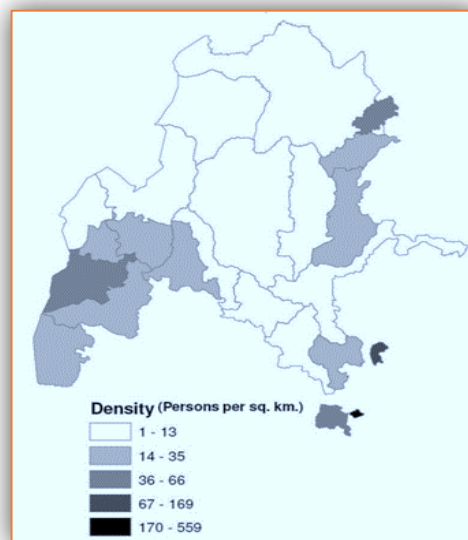 Density (Persons per sq. km.)
1 - 13
14 - 35
36 - 66
67 - 169
170 - 559